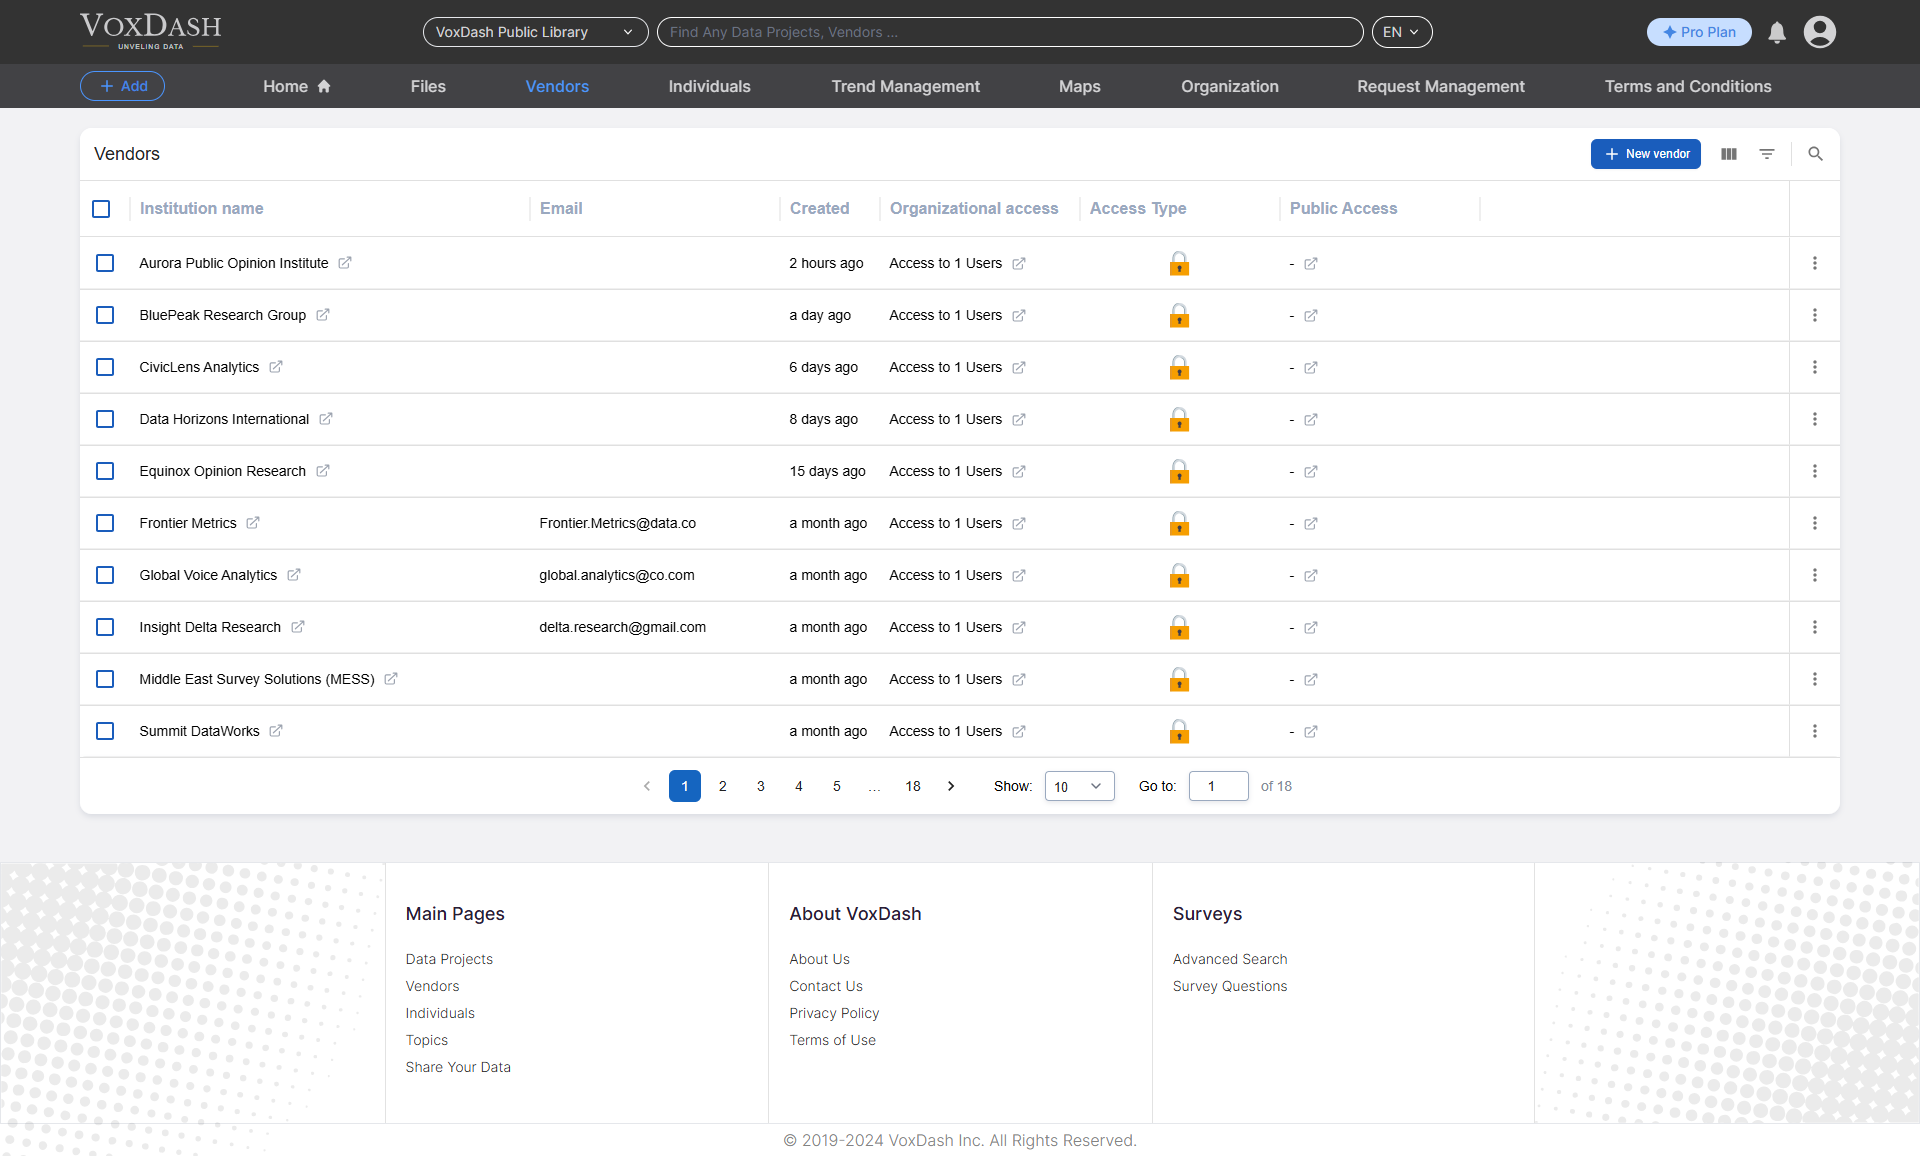 VOXDASH
UNVELING DATA
VoxDash Public Library
Find Any Data Projects, Vendors ...
EN
Pro Plan
+ Add
Home
Files
Vendors
Individuals
Trend Management
Maps
Organization
Request Management
Terms and Conditions
Vendors
+ New vendor
Institution name Email Created Organizational access Access Type Public Access
Aurora Public Opinion Institute 2 hours ago Access to 1 Users -
BluePeak Research Group a day ago Access to 1 Users -
CivicLens Analytics 6 days ago Access to 1 Users -
Data Horizons International 8 days ago Access to 1 Users -
Equinox Opinion Research 15 days ago Access to 1 Users -
Frontier Metrics Frontier.Metrics@data.co a month ago Access to 1 Users -
Global Voice Analytics global.analytics@co.com a month ago Access to 1 Users -
Insight Delta Research delta.research@gmail.com a month ago Access to 1 Users -
Middle East Survey Solutions (MESS) a month ago Access to 1 Users -
Summit DataWorks a month ago Access to 1 Users -
1 2 3 4 5 ... 18 Show: 10 Go to: 1 of 18
Main Pages
Data Projects
Vendors
Individuals
Topics
Share Your Data
About VoxDash
About Us
Contact Us
Privacy Policy
Terms of Use
Surveys
Advanced Search
Survey Questions
© 2019-2024 VoxDash Inc. All Rights Reserved.